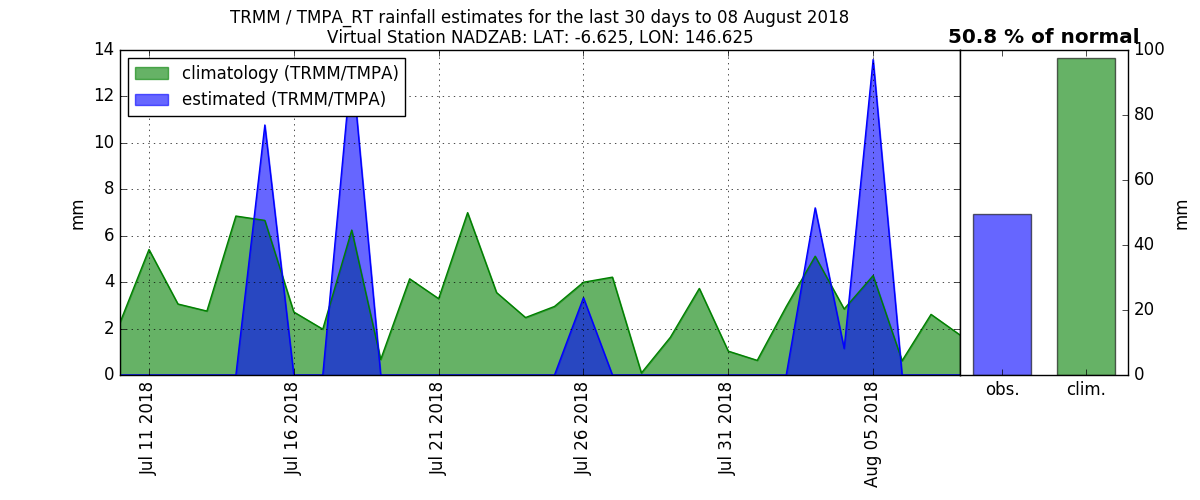 TRMM / TMPA_RT rainfall estimates for the last 30 days to 08 August 2018
Virtual Station NADZAB: LAT: -6.625, LON: 146.625
50.8 % of normal
climatology (TRMM/TMPA)
estimated (TRMM/TMPA)
14
12
10
8
6
4
2
0
mm
Jul 11 2018
Jul 16 2018
Jul 21 2018
Jul 26 2018
Jul 31 2018
Aug 05 2018
100
80
60
40
20
0
mm
obs.
clim.